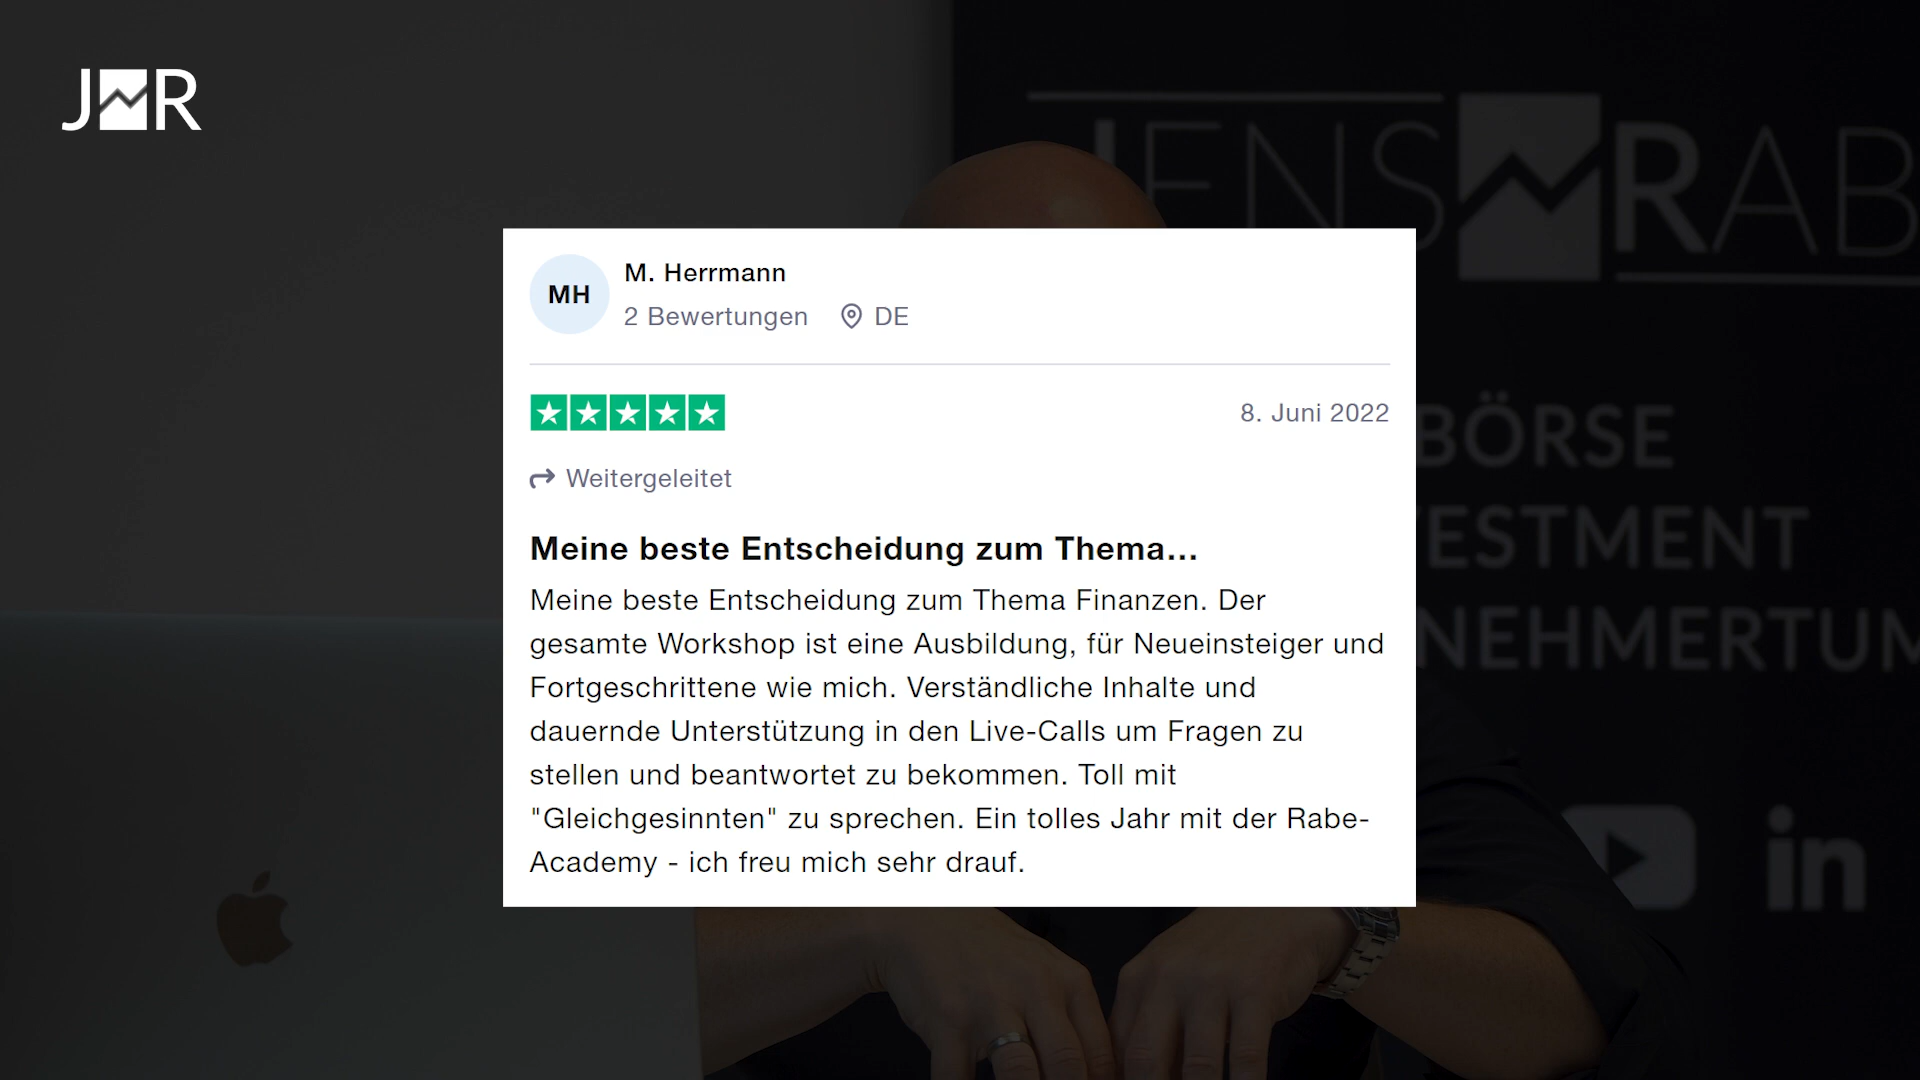 J R
JENS RAB
MH
M. Herrmann
2 Bewertungen DE
8. Juni 2022
Weitergeleitet
Meine beste Entscheidung zum Thema...
Meine beste Entscheidung zum Thema Finanzen. Der
gesamte Workshop ist eine Ausbildung, für Neueinsteiger und
Fortgeschrittene wie mich. Verständliche Inhalte und
dauernde Unterstützung in den Live-Calls um Fragen zu
stellen und beantwortet zu bekommen. Toll mit
"Gleichgesinnten" zu sprechen. Ein tolles Jahr mit der Rabe-
Academy - ich freu mich sehr drauf.
BÖRSE
ESTMENT
NEHMERTUM
in